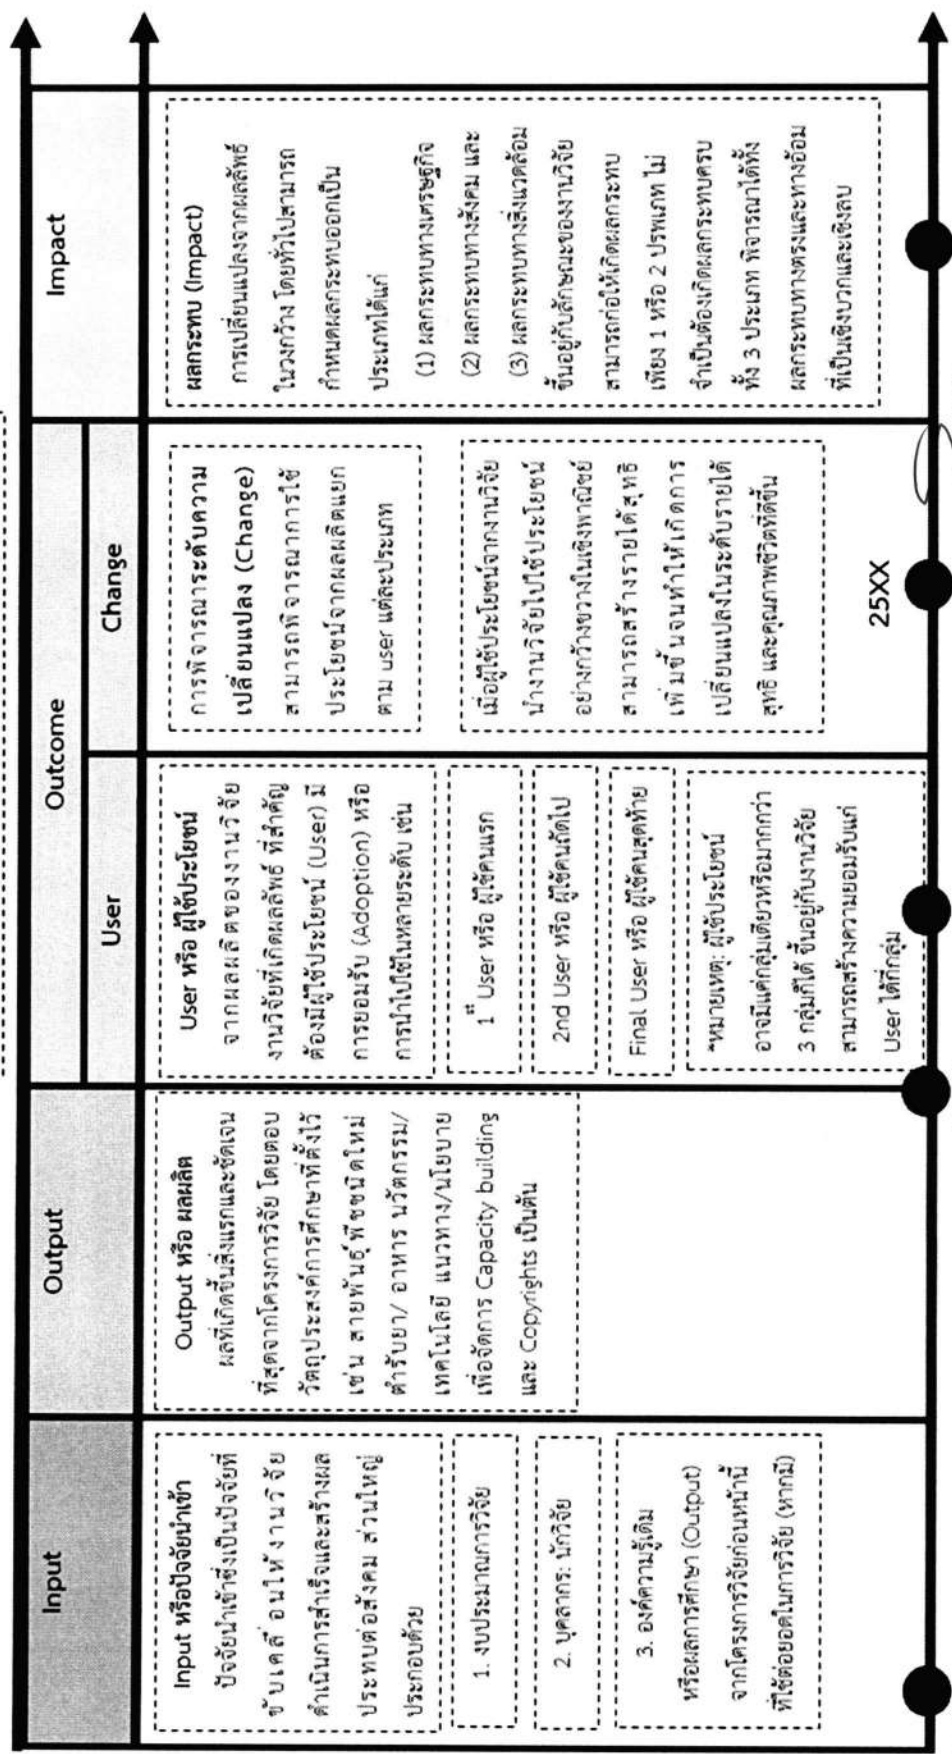 Input
Output
Outcome
Impact
User
Change
Input หรือปัจจัยนำเข้า
ปัจจัยนำเข้าซึ่งเป็นปัจจัยที่
ขับเคลื่อนให้งานวิจัย
ดำเนินการสำเร็จและสร้างผล
ประทบต่อสังคม ส่วนใหญ่
ประกอบด้วย
1. งบประมาณการวิจัย
2. บุคลากร: นักวิจัย
3. องค์ความรู้เดิม
หรือผลการศึกษา (Output)
จากโครงการวิจัยก่อนหน้านี้
ที่ใช้ต่อยอดในการวิจัย (หากมี)
Output หรือ ผลผลิต
ผลที่เกิดขึ้นสิ่งแรกและชัดเจน
ที่สุดจากโครงการวิจัย โดยตอบ
วัตถุประสงค์การศึกษาที่ตั้งไว้
เช่น สายพันธุ์พืชชนิดใหม่
ตำรับยา/ อาหาร นวัตกรรม/
เทคโนโลยี แนวทาง/นโยบาย
เพื่อจัดการ Capacity building
และ Copyrights เป็นต้น
User หรือ ผู้ใช้ประโยชน์
จากผลผลิตของงานวิจัย
งานวิจัยที่เกิดผลลัพธ์ ที่สำคัญ
ต้องมีผู้ใช้ประโยชน์ (User) มี
การยอมรับ (Adoption) หรือ
การนำไปใช้ในหลายระดับ เช่น
1st User หรือ ผู้ใช้คนแรก
2nd User หรือ ผู้ใช้คนถัดไป
Final User หรือ ผู้ใช้คนสุดท้าย
*หมายเหตุ: ผู้ใช้ประโยชน์
อาจมีแค่กลุ่มเดียวหรือมากกว่า
3 กลุ่มก็ได้ ขึ้นอยู่กับงานวิจัย
สามารถสร้างความยอมรับแก่
User ได้กี่กลุ่ม
การพิจารณาระดับความ
เปลี่ยนแปลง (Change)
สามารถพิจารณาการใช้
ประโยชน์จากผลผลิตแยก
ตาม user แต่ละประเภท
เมื่อผู้ใช้ประโยชน์จากงานวิจัย
นำงานวิจัยไปใช้ประโยชน์
อย่างกว้างขวางในเชิงพาณิชย์
สามารถสร้างรายได้สุทธิ
เพิ่มขึ้นจนทำให้เกิดการ
เปลี่ยนแปลงในระดับรายได้
สุทธิ และคุณภาพชีวิตที่ดีขึ้น
25XX
ผลกระทบ (Impact)
การเปลี่ยนแปลงจากผลลัพธ์
ในวงกว้าง โดยทั่วไปสามารถ
กำหนดผลกระทบออกเป็น
ประเภทได้แก่
(1) ผลกระทบทางเศรษฐกิจ
(2) ผลกระทบทางสังคม และ
(3) ผลกระทบทางสิ่งแวดล้อม
ขึ้นอยู่กับลักษณะของงานวิจัย
สามารถก่อให้เกิดผลกระทบ
เพียง 1 หรือ 2 ปรพเภท ไม่
จำเป็นต้องเกิดผลกระทบครบ
ทั้ง 3 ประเภท พิจารณาได้ทั้ง
ผลกระทบทางตรงและทางอ้อม
ที่เป็นเชิงบวกและเชิงลบ